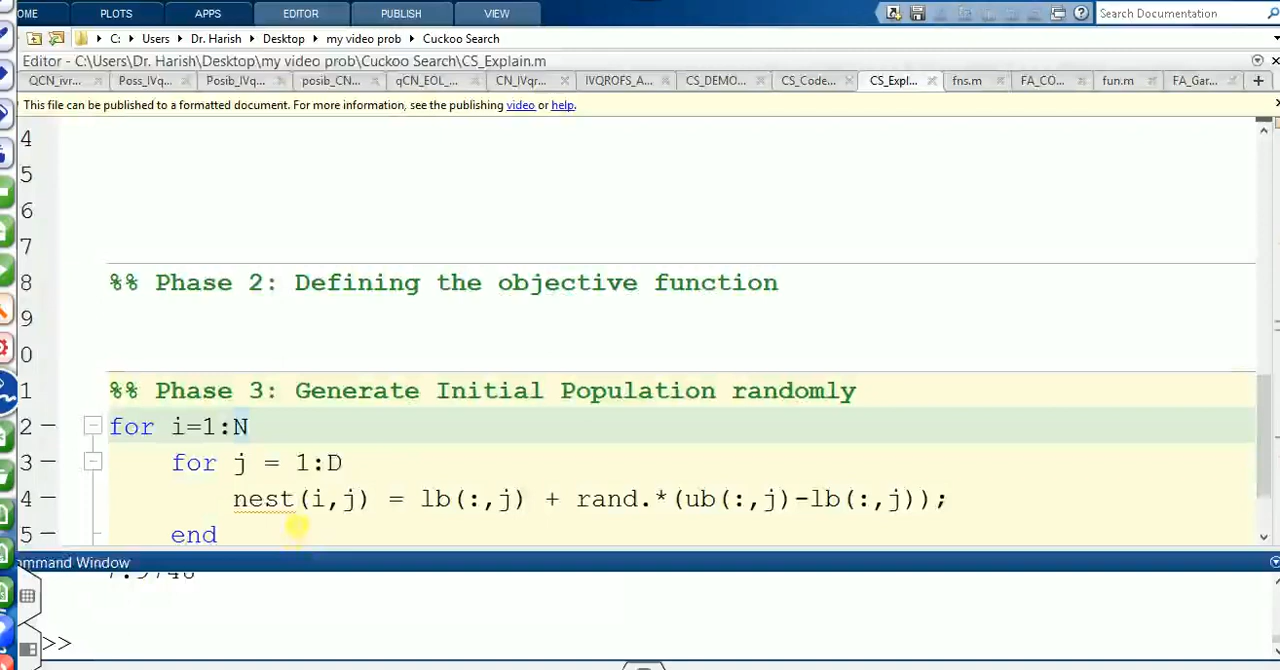 OME PLOTS APPS EDITOR PUBLISH VIEW Search Documentation
C: Users Dr. Harish Desktop my video prob Cuckoo Search
Editor - C:\Users\Dr. Harish\Desktop\my video prob\Cuckoo Search\CS_Explain.m
QCN_ivr... Poss_IVq... Posib_IVq... posib_CN... qCN_EOL_... CN_IVqr... IVQROFS_A... CS_DEMO... CS_Code... CS_Expl... fns.m FA_CO... fun.m FA_Gar... +
This file can be published to a formatted document. For more information, see the publishing video or help.
4
5
6
7
8 %% Phase 2: Defining the objective function
9
0
1 %% Phase 3: Generate Initial Population randomly
2 — for i=1:N
3 — for j = 1:D
4 — nest(i,j) = lb(:,j) + rand.*(ub(:,j)-lb(:,j));
5 — end
ommand Window
>>